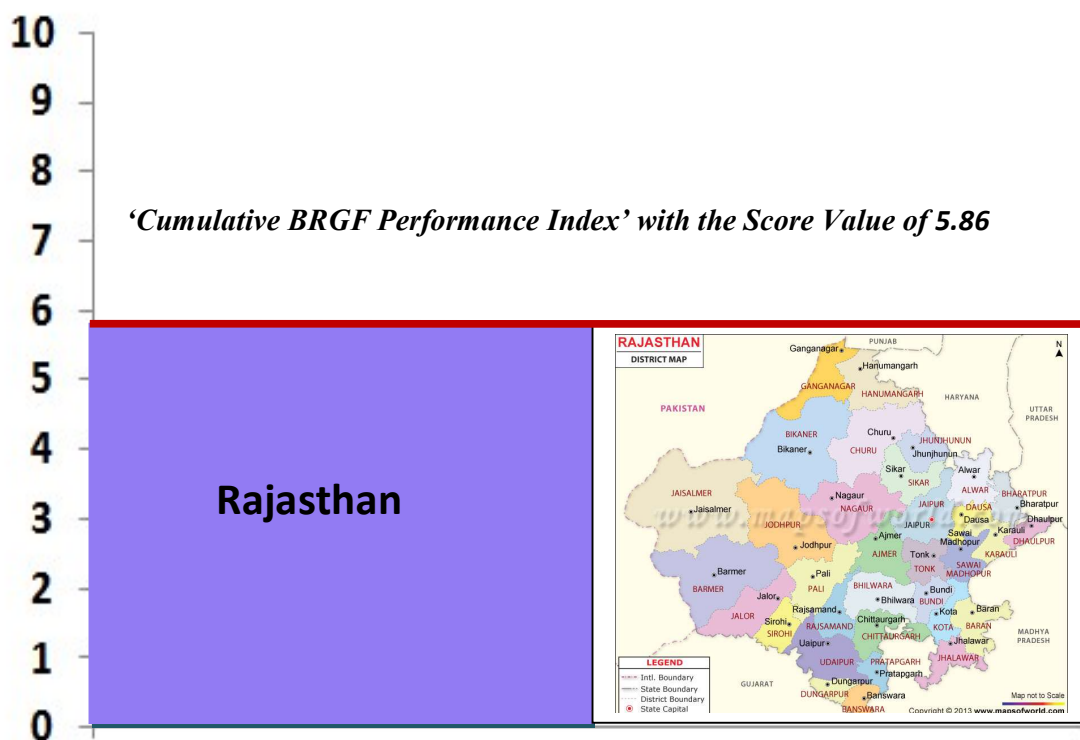 10
9
8
7
6
5
4
3
2
1
0
‘Cumulative BRGF Performance Index’ with the Score Value of 5.86
Rajasthan
RAJASTHAN
DISTRICT MAP
PUNJAB
N
Ganganagar
Hanumangarh
GANGANAGAR
HANUMANGARH
HARYANA
PAKISTAN
UTTAR
PRADESH
BIKANER
Bikaner
Churu
CHURU
JHUNJHUNUN
Jhunjhunun
Sikar
SIKAR
Alwar
ALWAR
JAISALMER
Jaisalmer
Nagaur
NAGAUR
JAIPUR
JAIPUR
DAUSA
Dausa
BHARATPUR
Bharatpur
www.mapsofworld.com
JODHPUR
Jodhpur
Ajmer
AJMER
Sawai
Madhopur
Karauli
KARAULI
Dhaulpur
DHAULPUR
Tonk
TONK
SAWAI
MADHOPUR
Barmer
BARMER
Pali
PALI
BHILWARA
Bhilwara
Bundi
BUNDI
Jalor
JALOR
Rajsamand
RAJSAMAND
Kota
KOTA
Baran
BARAN
Sirohi
SIROHI
Chittaurgarh
CHITTAURGARH
MADHYA
PRADESH
Uaipur
UDAIPUR
Jhalawar
JHALAWAR
PRATAPGARH
Pratapgarh
GUJARAT
Dungarpur
DUNGARPUR
Banswara
BANSWARA
LEGEND
Intl. Boundary
State Boundary
District Boundary
State Capital
Map not to Scale
Copyright © 2013 www.mapsofworld.com